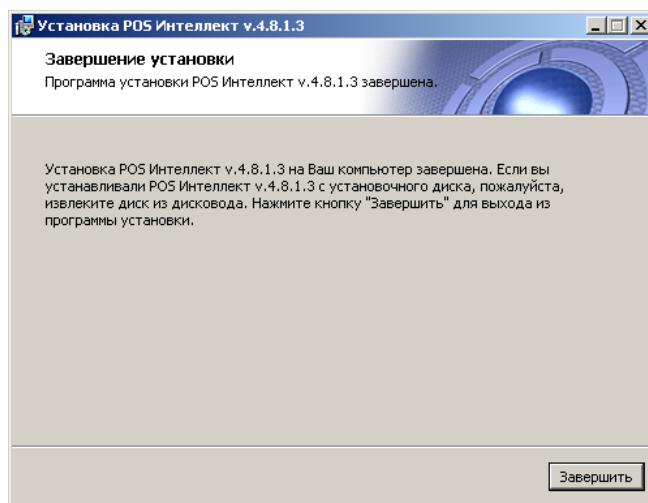 Установка POS Интеллект v.4.8.1.3
Завершение установки
Программа установки POS Интеллект v.4.8.1.3 завершена.
Установка POS Интеллект v.4.8.1.3 на Ваш компьютер завершена. Если вы
устанавливали POS Интеллект v.4.8.1.3 с установочного диска, пожалуйста,
извлеките диск из дисковода. Нажмите кнопку "Завершить" для выхода из
программы установки.
Завершить